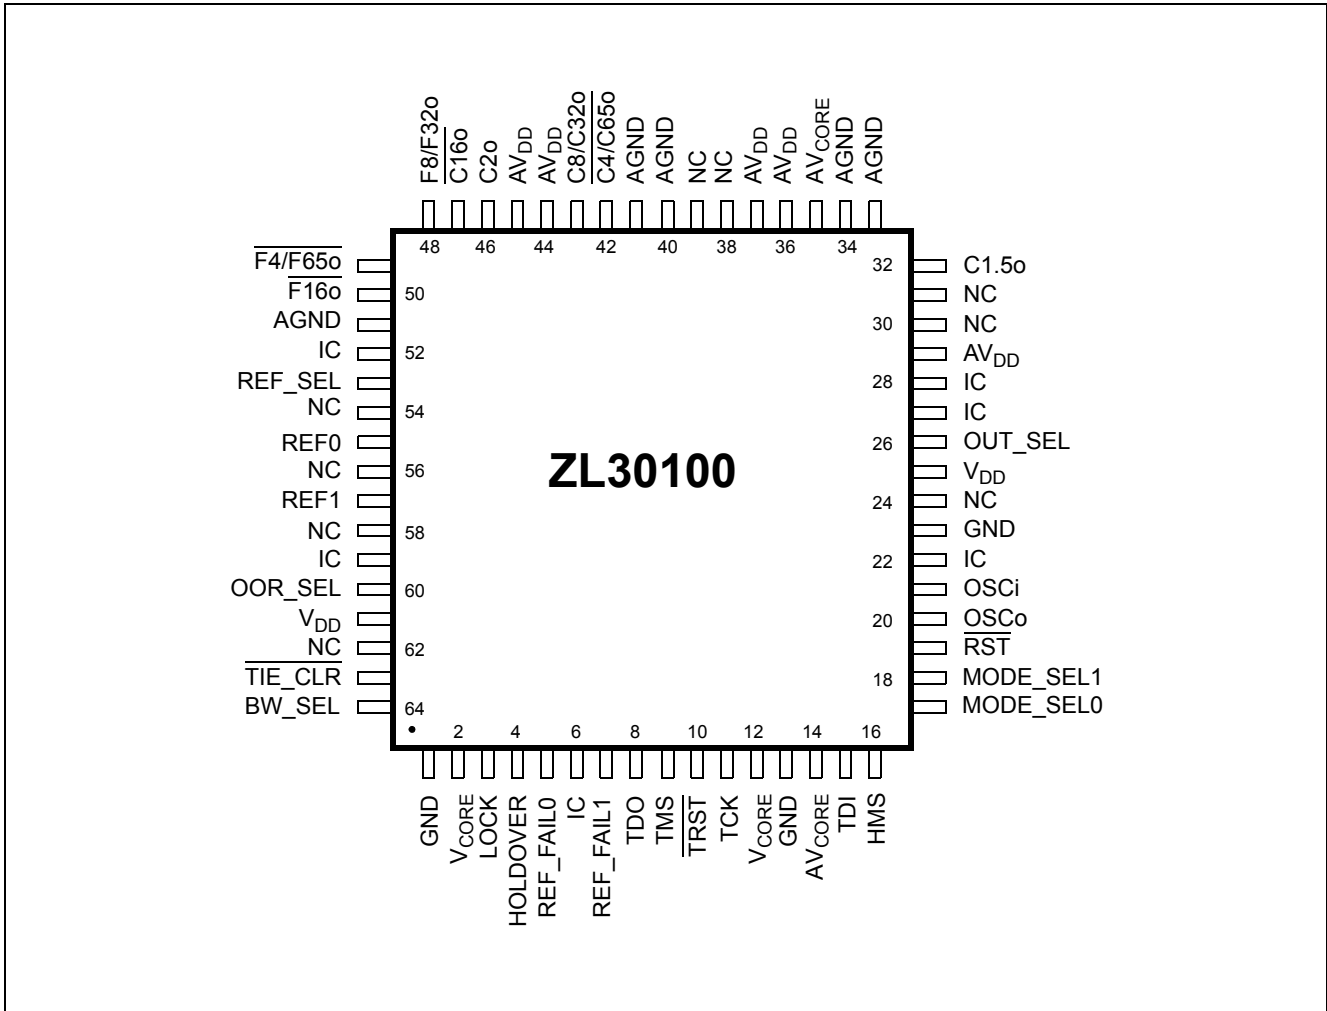 F8/F32o
C16o
C2o
AVDD
AVDD
C8/C32o
C4/C65o
AGND
AGND
NC
NC
AVDD
AVDD
AVCORE
AGND
AGND
48 46 44 42 40 38 36 34
F4/F65o
F16o 50
AGND
IC 52
REF_SEL
NC 54
REF0
NC 56
REF1
NC 58
IC
OOR_SEL 60
VDD
NC 62
TIE_CLR
BW_SEL 64
ZL30100
32 C1.5o
NC
30 NC
AVDD
28 IC
IC
26 OUT_SEL
VDD
24 NC
GND
22 IC
OSCi
20 OSCo
RST
18 MODE_SEL1
MODE_SEL0
2 4 6 8 10 12 14 16
GND
VCORE
LOCK
HOLDOVER
REF_FAIL0
IC
REF_FAIL1
TDO
TMS
TRST
TCK
VCORE
GND
AVCORE
TDI
HMS